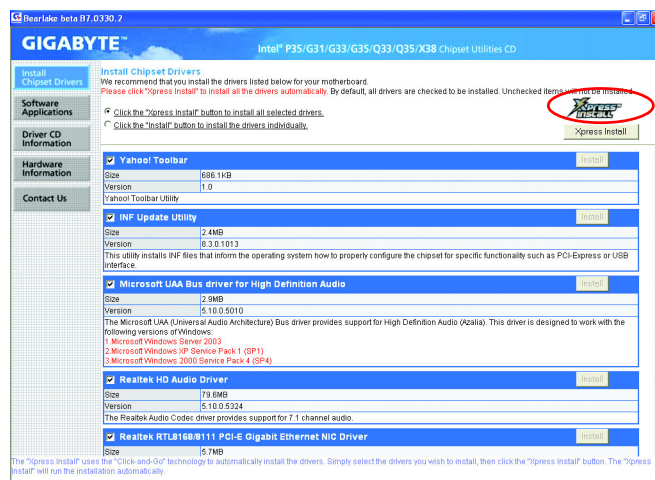 Bearlake beta B7.0330.2
GIGABYTE™
Intel® P35/G31/G33/G35/Q33/Q35/X38 Chipset Utilities CD
Install
Chipset Drivers
Software
Applications
Driver CD
Information
Hardware
Information
Contact Us
Install Chipset Drivers
We recommend that you install the drivers listed below for your motherboard.
Please click "Xpress Install" to install all the drivers automatically. By default, all drivers are checked to be installed. Unchecked items will not be installed.
Click the "Xpress Install" button to install all selected drivers.
Click the "Install" button to install the drivers individually.
Xpress
INSTALL
Xpress Install
Yahoo! Toolbar
Install
Size 686.1KB
Version 1.0
Yahoo! Toolbar Utility
INF Update Utility
Install
Size 2.4MB
Version 8.3.0.1013
This utility installs INF files that inform the operating system how to properly configure the chipset for specific functionality such as PCI-Express or USB
interface.
Microsoft UAA Bus driver for High Definition Audio
Install
Size 2.9MB
Version 5.10.0.5010
The Microsoft UAA (Universal Audio Architecture) Bus driver provides support for High Definition Audio (Azalia). This driver is designed to work with the
following versions of Windows:
1.Microsoft Windows Server 2003
2.Microsoft Windows XP Service Pack 1 (SP1)
3.Microsoft Windows 2000 Service Pack 4 (SP4)
Realtek HD Audio Driver
Install
Size 79.6MB
Version 5.10.0.5324
The Realtek Audio Codec driver provides support for 7.1 channel audio.
Realtek RTL8168/8111 PCI-E Gigabit Ethernet NIC Driver
Install
Size 5.7MB
The "Xpress Install" uses the "Click-and-Go" technology to automatically install the drivers. Simply select the drivers you wish to install, then click the "Xpress Install" button. The "Xpress
Install" will run the installation automatically.